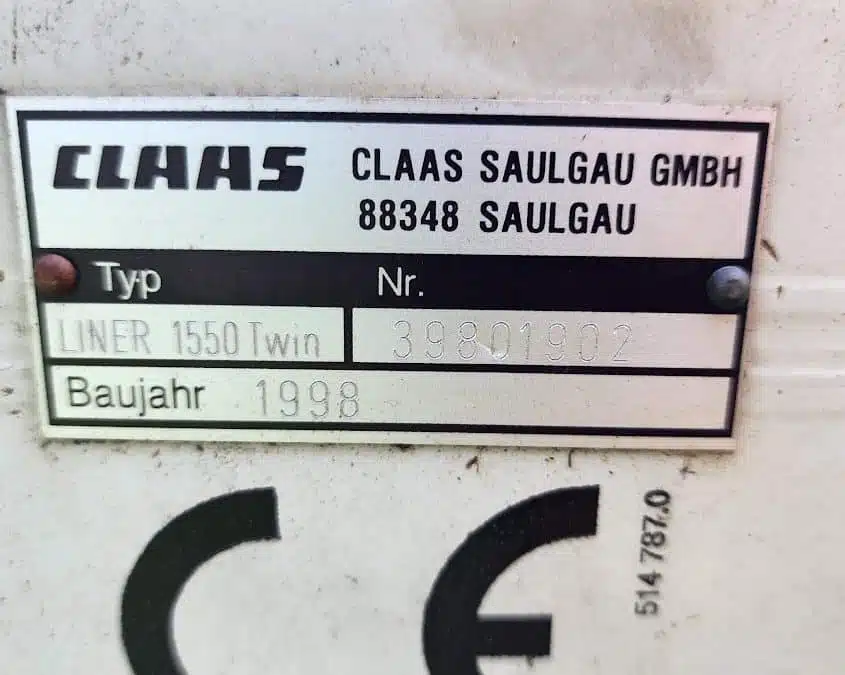 CLAAS CLAAS SAULGAU GMBH
88348 SAULGAU
Typ Nr.
LINER 1550 Twin 39801902
Baujahr 1998
CE
514 787.0